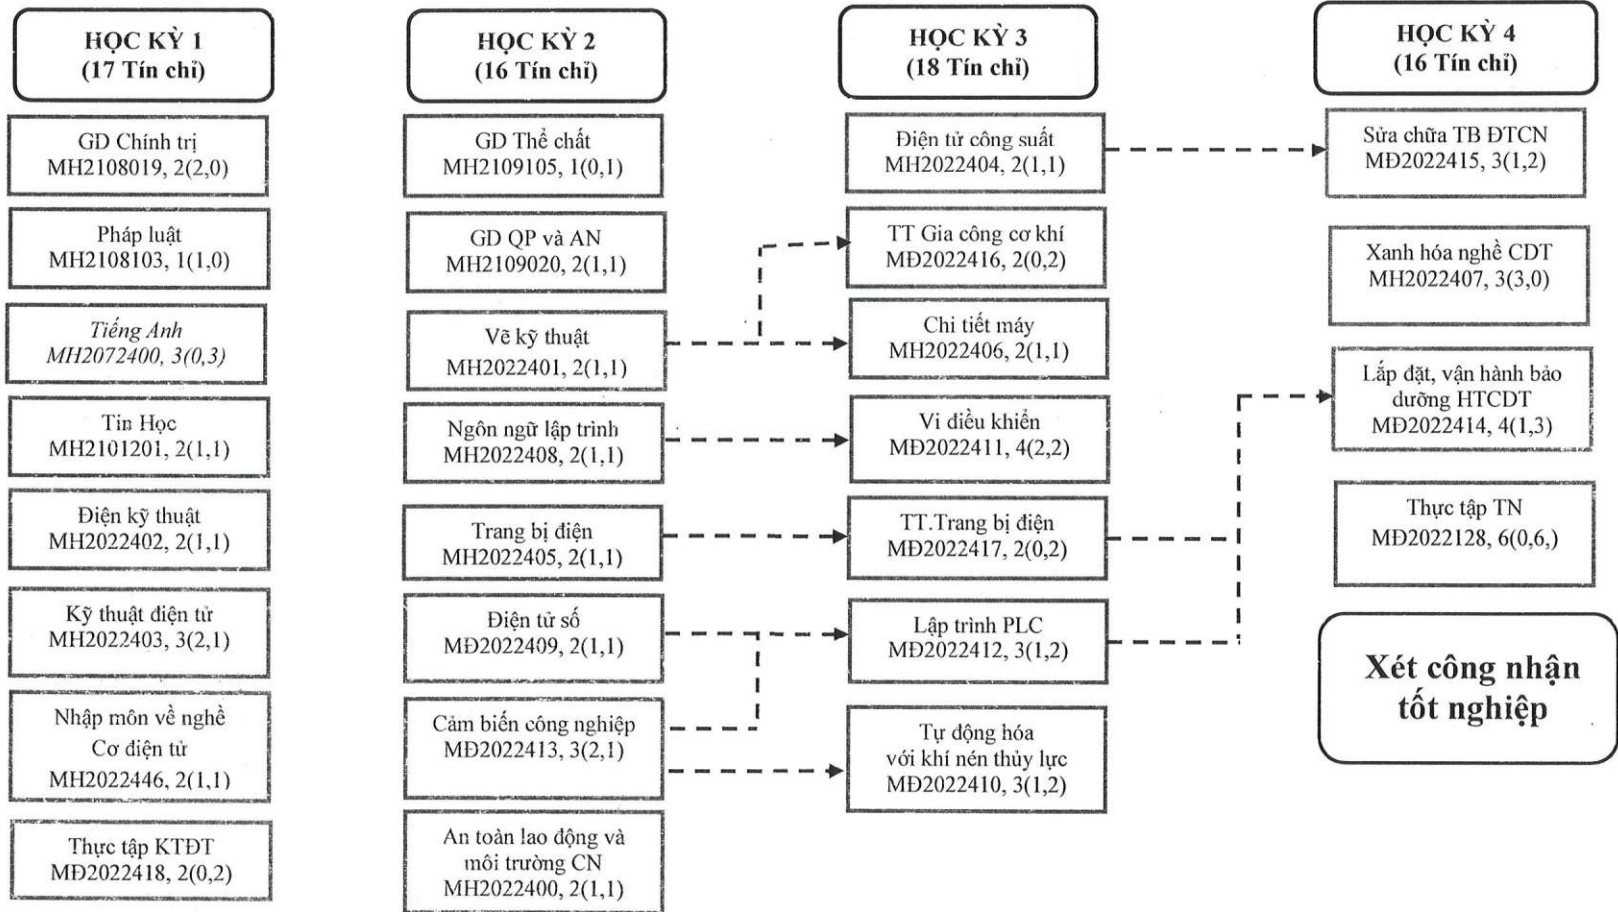 HỌC KỲ 1
(17 Tín chỉ)
GD Chính trị
MH2108019, 2(2,0)
Pháp luật
MH2108103, 1(1,0)
Tiếng Anh
MH2072400, 3(0,3)
Tin Học
MH2101201, 2(1,1)
Điện kỹ thuật
MH2022402, 2(1,1)
Kỹ thuật điện tử
MH2022403, 3(2,1)
Nhập môn về nghề
Cơ điện tử
MH2022446, 2(1,1)
Thực tập KTĐT
MĐ2022418, 2(0,2)
HỌC KỲ 2
(16 Tín chỉ)
GD Thể chất
MH2109105, 1(0,1)
GD QP và AN
MH2109020, 2(1,1)
Vẽ kỹ thuật
MH2022401, 2(1,1)
Ngôn ngữ lập trình
MH2022408, 2(1,1)
Trang bị điện
MH2022405, 2(1,1)
Điện tử số
MĐ2022409, 2(1,1)
Cảm biến công nghiệp
MĐ2022413, 3(2,1)
An toàn lao động và
môi trường CN
MH2022400, 2(1,1)
HỌC KỲ 3
(18 Tín chỉ)
Điện tử công suất
MH2022404, 2(1,1)
TT Gia công cơ khí
MĐ2022416, 2(0,2)
Chi tiết máy
MH2022406, 2(1,1)
Vi điều khiển
MĐ2022411, 4(2,2)
TT.Trang bị điện
MĐ2022417, 2(0,2)
Lập trình PLC
MĐ2022412, 3(1,2)
Tự động hóa
với khí nén thủy lực
MĐ2022410, 3(1,2)
HỌC KỲ 4
(16 Tín chỉ)
Sửa chữa TB ĐTCN
MĐ2022415, 3(1,2)
Xanh hóa nghề CDT
MH2022407, 3(3,0)
Lắp đặt, vận hành bảo
dưỡng HTCDT
MĐ2022414, 4(1,3)
Thực tập TN
MĐ2022128, 6(0,6,)
Xét công nhận
tốt nghiệp